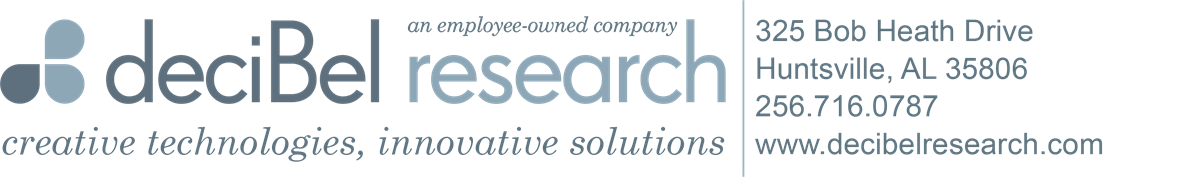 an employee-owned company
deciBel research
creative technologies, innovative solutions
325 Bob Heath Drive
Huntsville, AL 35806
256.716.0787
www.decibelresearch.com